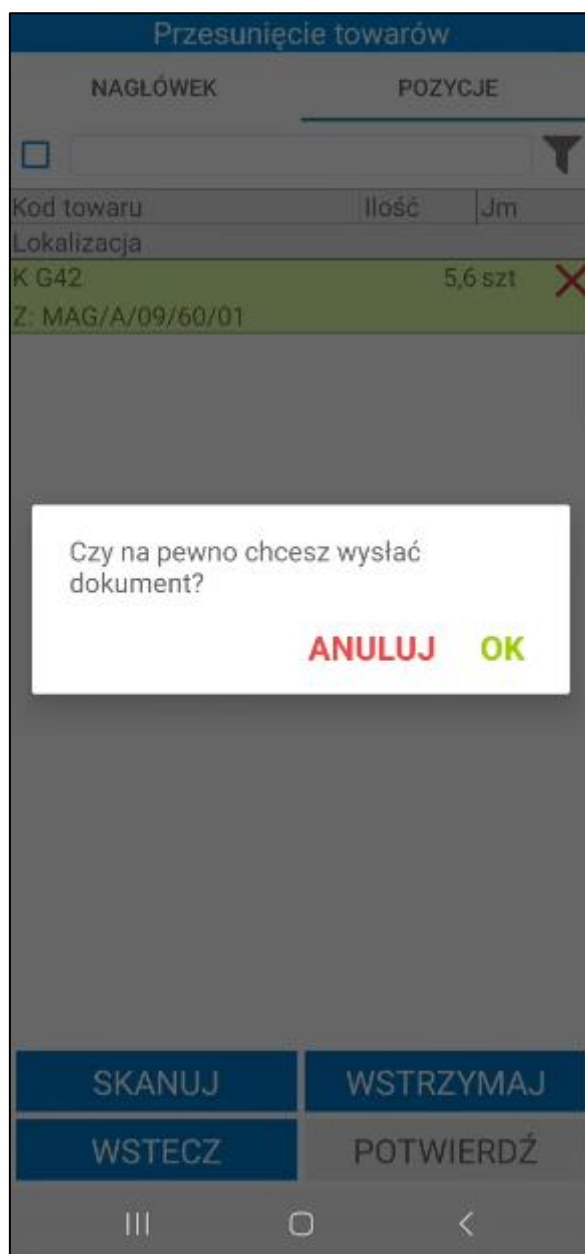 Przesunięcie towarów
NAGŁÓWEK POZYCJE
Kod towaru Ilość Jm
Lokalizacja
K G42 5,6 szt
Z: MAG/A/09/60/01
Czy na pewno chcesz wysłać
dokument?
ANULUJ OK
SKANUJ WSTRZYMAJ
WSTECZ POTWIERDŹ